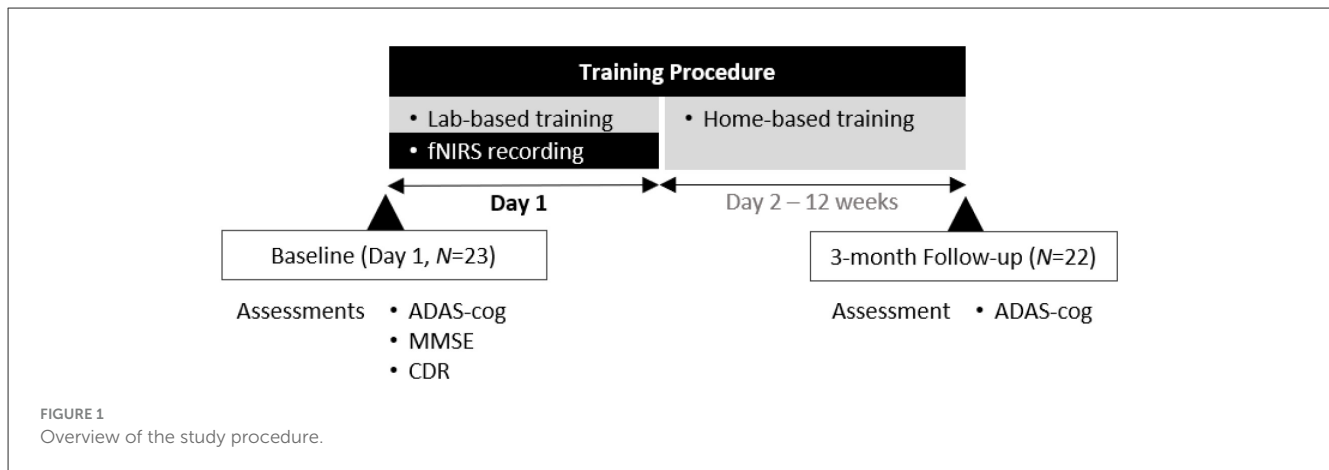 Training Procedure
• Lab-based training
• Home-based training
• fNIRS recording
Day 1
Day 2 – 12 weeks
Baseline (Day 1, N=23)
3-month Follow-up (N=22)
Assessments • ADAS-cog
• MMSE
• CDR
Assessment • ADAS-cog
FIGURE 1
Overview of the study procedure.